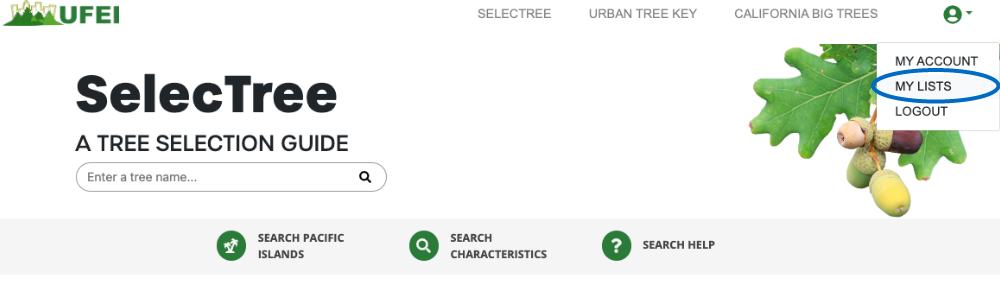 UFEI
SELECTREE
URBAN TREE KEY
CALIFORNIA BIG TREES
MY ACCOUNT
MY LISTS
LOGOUT
SelecTree
A TREE SELECTION GUIDE
Enter a tree name...
SEARCH PACIFIC
ISLANDS
SEARCH
CHARACTERISTICS
SEARCH HELP